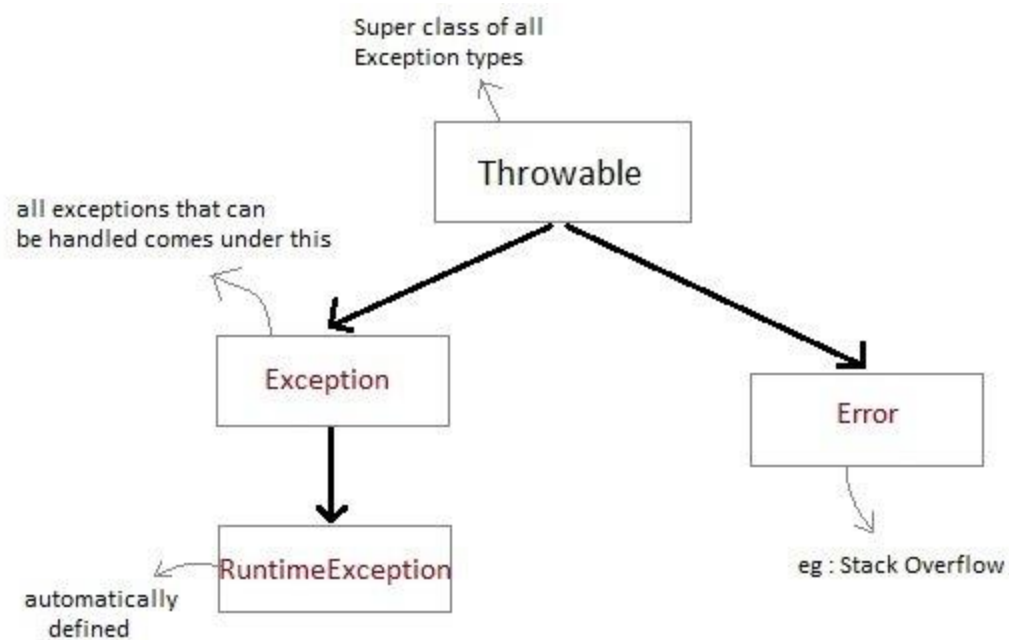 Super class of all
Exception types
Throwable
all exceptions that can
be handled comes under this
Exception
Error
RuntimeException
eg : Stack Overflow
automatically
defined